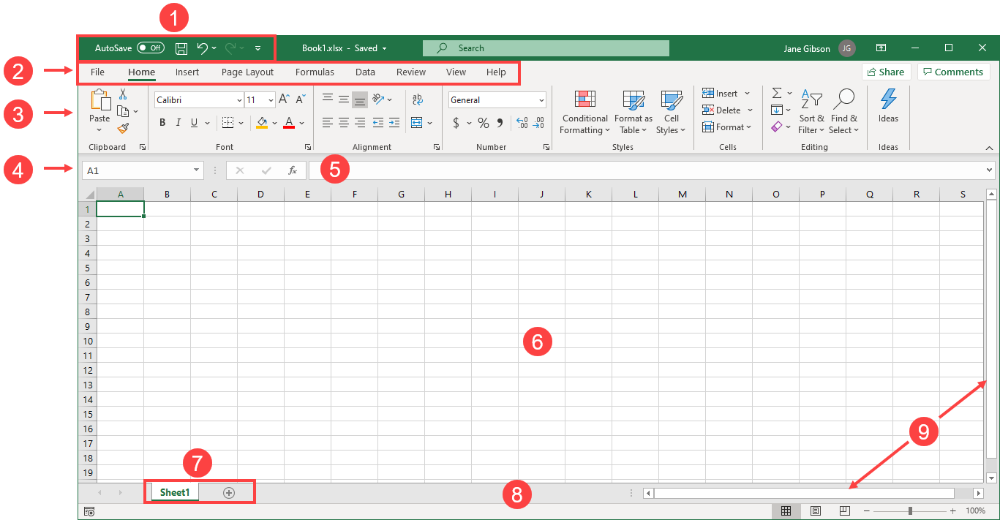 1
AutoSave Off Book1.xlsx - Saved Search Jane Gibson JG
2
File Home Insert Page Layout Formulas Data Review View Help Share Comments
3
Calibri 11 General
Paste
B I U A $ % ,
Conditional Formatting
Format as Table
Cell Styles
Insert
Delete
Format
Sort & Filter
Find & Select
Ideas
Clipboard Font Alignment Number Styles Cells Editing Ideas
4 A1 fx 5
A B C D E F G H I J K L M N O P Q R S
1
2
3
4
5
6
7
8
9
10
6
11
12
13
14
15
9
16
17
18
7
19
Sheet1
8
100%